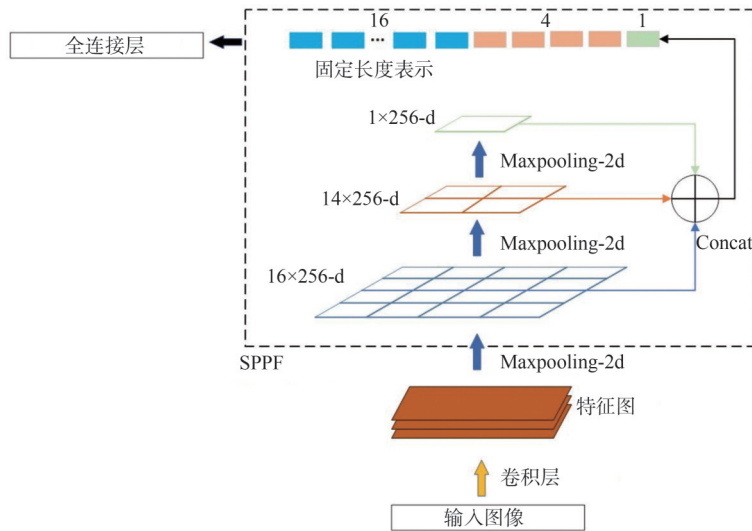 16 4 1
全连接层
···
固定长度表示
1×256-d
Maxpooling-2d
14×256-d
Maxpooling-2d
Concat
16×256-d
SPPF
Maxpooling-2d
特征图
卷积层
输入图像